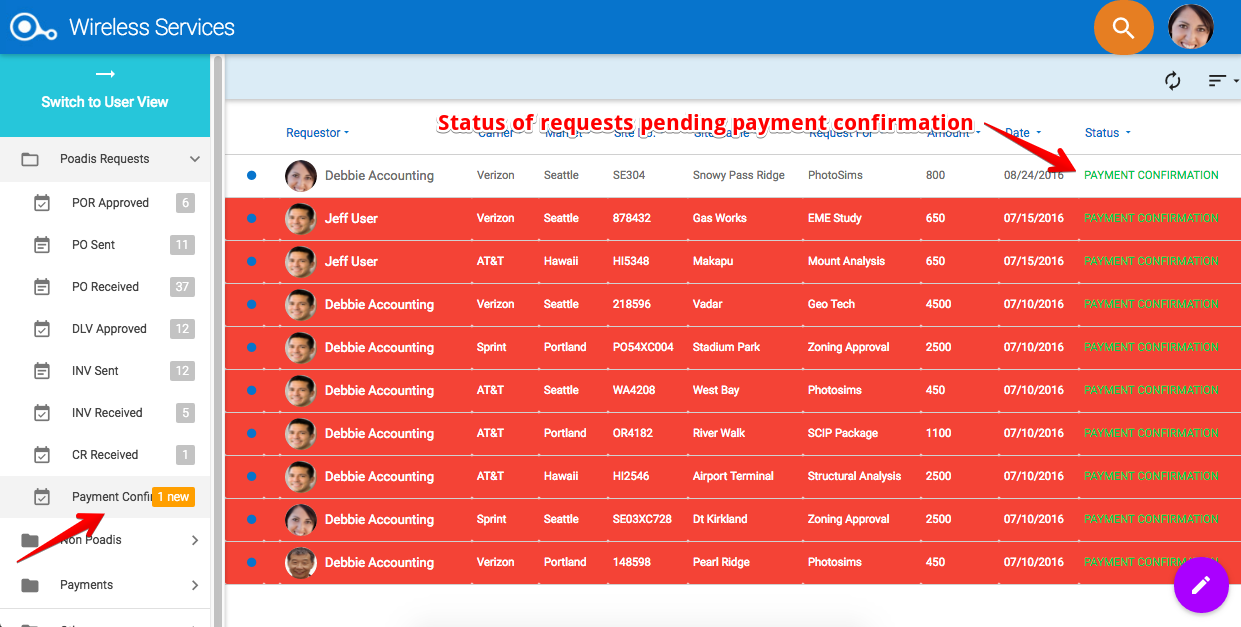 Wireless Services
Switch to User View
Poadis Requests
POR Approved 6
PO Sent 11
PO Received 37
DLV Approved 12
INV Sent 12
INV Received 5
CR Received 1
Payment Confir 1 new
Non Poadis
Payments
Status of requests pending payment confirmation
Requestor Carrier Market Site No. Site Name Request For Amount Date Status
Debbie Accounting Verizon Seattle SE304 Snowy Pass Ridge PhotoSims 800 08/24/2016 PAYMENT CONFIRMATION
Jeff User Verizon Seattle 878432 Gas Works EME Study 650 07/15/2016 PAYMENT CONFIRMATION
Jeff User AT&T Hawaii HI5348 Makapu Mount Analysis 650 07/15/2016 PAYMENT CONFIRMATION
Debbie Accounting Verizon Seattle 218596 Vadar Geo Tech 4500 07/10/2016 PAYMENT CONFIRMATION
Debbie Accounting Sprint Portland PO54XC004 Stadium Park Zoning Approval 2500 07/10/2016 PAYMENT CONFIRMATION
Debbie Accounting AT&T Seattle WA4208 West Bay Photosims 450 07/10/2016 PAYMENT CONFIRMATION
Debbie Accounting AT&T Portland OR4182 River Walk SCIP Package 1100 07/10/2016 PAYMENT CONFIRMATION
Debbie Accounting AT&T Hawaii HI2546 Airport Terminal Structural Analysis 2500 07/10/2016 PAYMENT CONFIRMATION
Debbie Accounting Sprint Seattle SE03XC728 Dt Kirkland Zoning Approval 2500 07/10/2016 PAYMENT CONFIRMATION
Debbie Accounting Verizon Portland 148598 Pearl Ridge Photosims 450 07/10/2016 PAYMENT CONFIRMATION